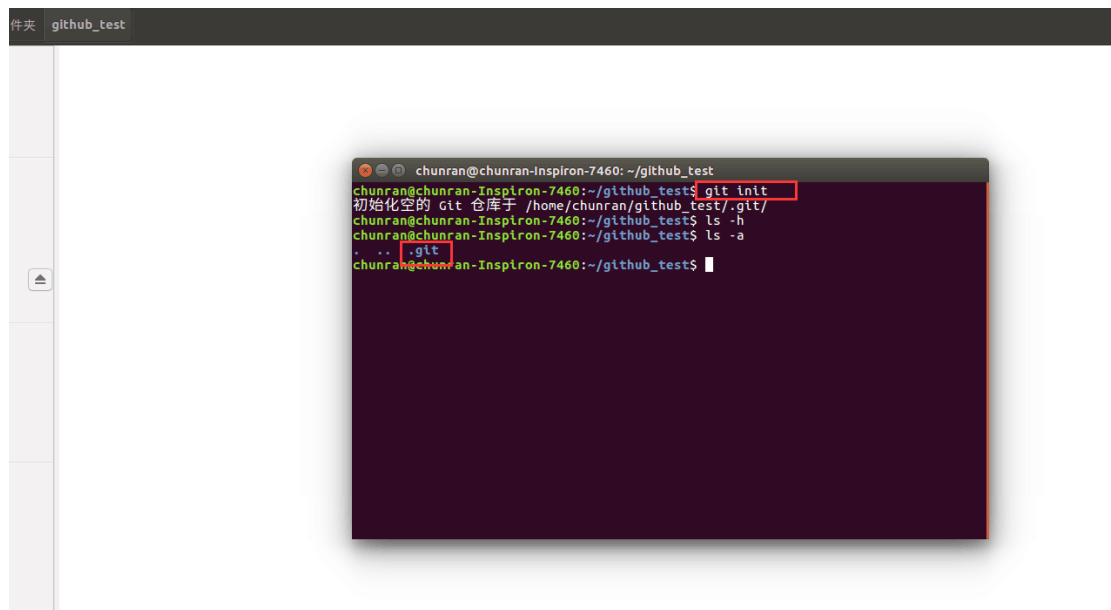 件夹 github_test
chunran@chunran-Inspiron-7460: ~/github_test
chunran@chunran-Inspiron-7460:~/github_test$ git init
初始化空的 Git 仓库于 /home/chunran/github_test/.git/
chunran@chunran-Inspiron-7460:~/github_test$ ls -h
chunran@chunran-Inspiron-7460:~/github_test$ ls -a
. .. .git
chunran@chunran-Inspiron-7460:~/github_test$